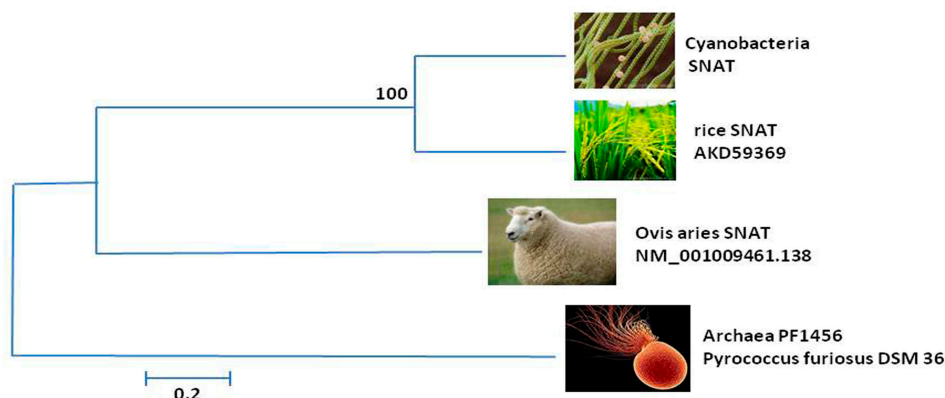 100
Cyanobacteria
SNAT
rice SNAT
AKD59369
Ovis aries SNAT
NM_001009461.138
Archaea PF1456
Pyrococcus furiosus DSM 36
0.2